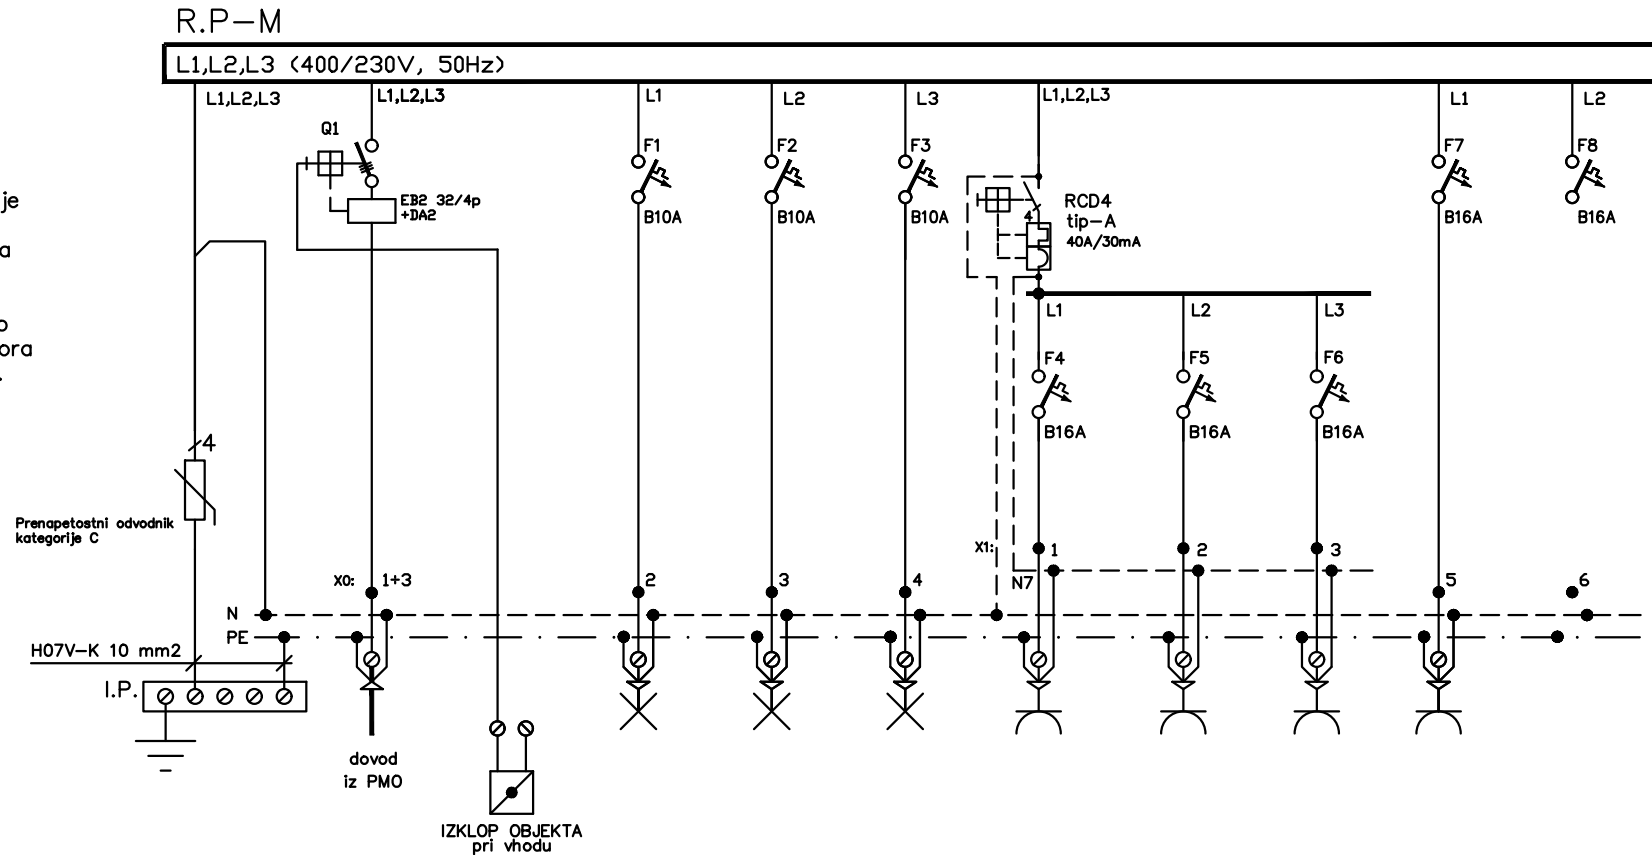 R.P-M
L1,L2,L3 (400/230V, 50Hz)
L1,L2,L3
L1,L2,L3
L1
L2
L3
L1,L2,L3
L1
L2
Q1
F1
F2
F3
F7
F8
je
EB2 32/4p
+DA2
B10A
B10A
B10A
4
RCD4
tip-A
40A/30mA
B16A
B16A
a
o
ora
.
L1
L2
L3
F4
F5
F6
B16A
B16A
B16A
4
Prenapetostni odvodnik
kategorije C
X1:
1
2
3
X0:
1+3
2
3
4
N7
5
6
N
PE
H07V-K 10 mm2
I.P.
dovod
iz PMO
IZKLOP OBJEKTA
pri vhodu